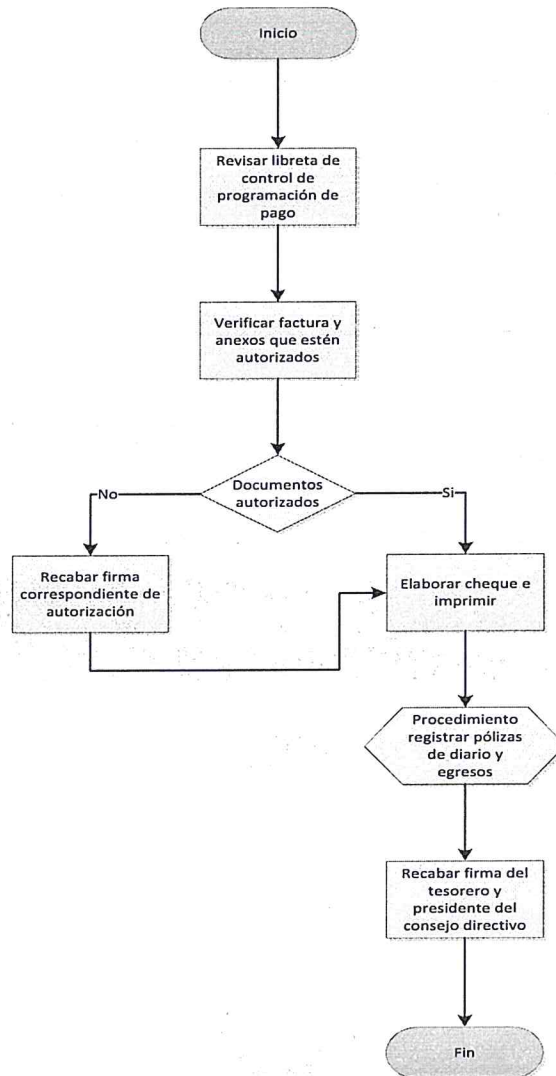 Inicio
Revisar libreta de
control de
programación de
pago
Verificar factura y
anexos que estén
autorizados
Documentos
autorizados
No
Si
Recabar firma
correspondiente de
autorización
Elaborar cheque e
imprimir
Procedimiento
registrar pólizas
de diario y
egresos
Recabar firma del
tesorero y
presidente del
consejo directivo
Fin